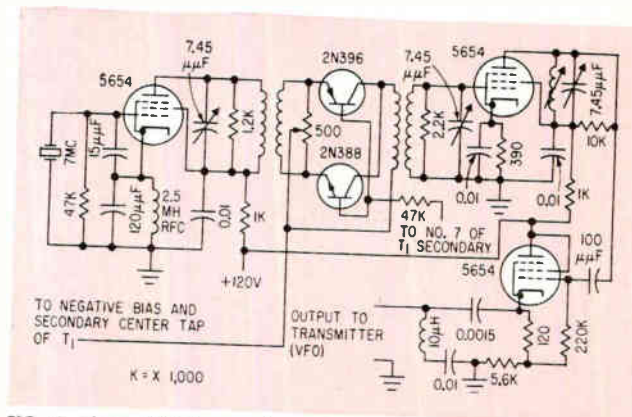 7.45
μμF
5654
7MC
47K
15μμF
120μμF
2.5
MH
RFC
1.2K
0.01
1K
+120V
2N396
500
2N388
47K
TO NO. 7 OF
T1 SECONDARY
7.45
μμF
2.2K
5654
0.01
390
0.01
7.45μμF
10K
1K
5654
100
μμF
0.0015
120
220K
10μH
0.01
5.6K
OUTPUT TO
TRANSMITTER
(VFO)
TO NEGATIVE BIAS AND
SECONDARY CENTER TAP
OF T1
K = X 1,000